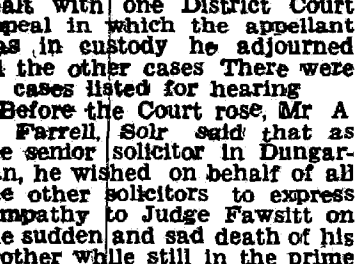 alt with one District Court
peal in which the appellant
as in custody he adjourned
the other cases There were
cases listed for hearing
Before the Court rose, Mr A
Farrell, Solr said that as
e senior solicitor in Dungar-
n, he wished on behalf of all
e other solicitors to express
mpathy to Judge Fawsitt on
e sudden and sad death of his
other while still in the prime